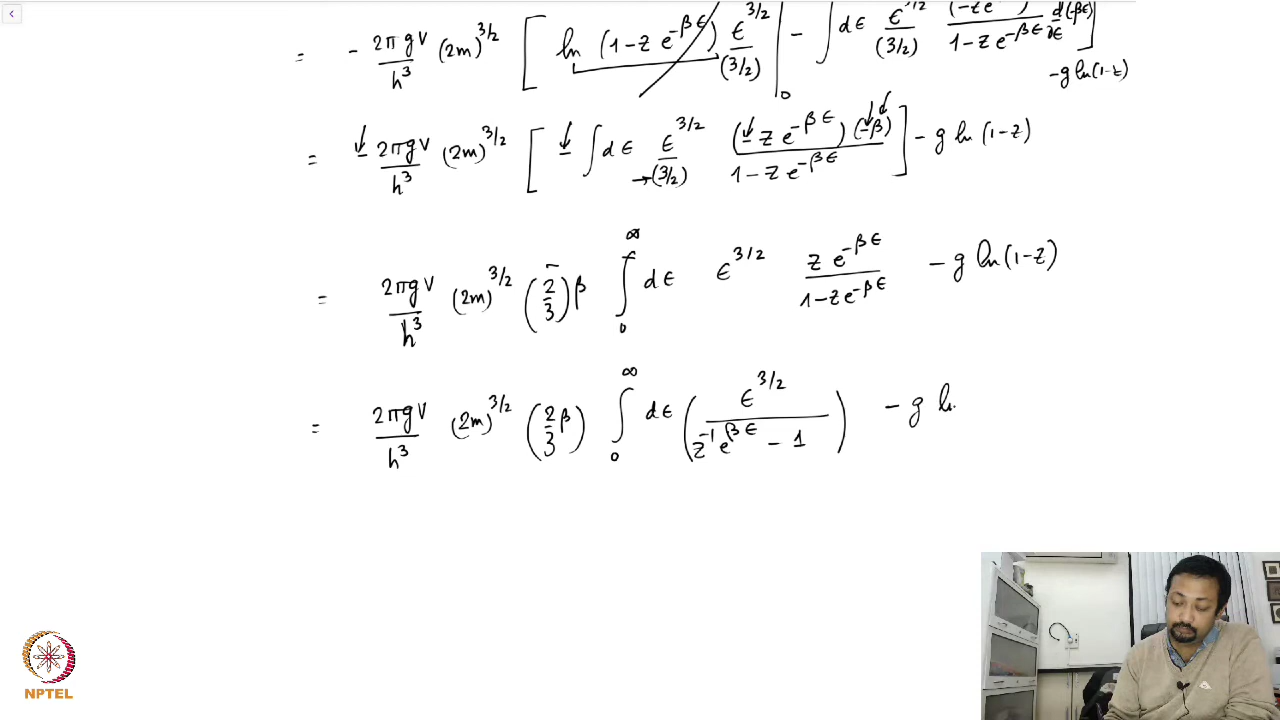 = - 2πgV/h³ (2m)^3/2 [ ln (1-z e^-βε) ε^3/2/(3/2) |₀ - ∫ dε ε^3/2/(3/2) (-ze)/(1-z e^-βε) d(-βε)/dε ] -g ln(1-z)
= - 2πgV/h³ (2m)^3/2 [ - ∫ dε ε^3/2/(3/2) (-z e^-βε)(-β)/(1-z e^-βε) ] - g ln (1-z)
= 2πgV/h³ (2m)^3/2 (2/3) β ∫₀^∞ dε ε^3/2 z e^-βε/(1-z e^-βε) - g ln(1-z)
= 2πgV/h³ (2m)^3/2 (2/3 β) ∫₀^∞ dε ( ε^3/2/(z^-1 e^βε - 1) ) - g ln
NPTEL